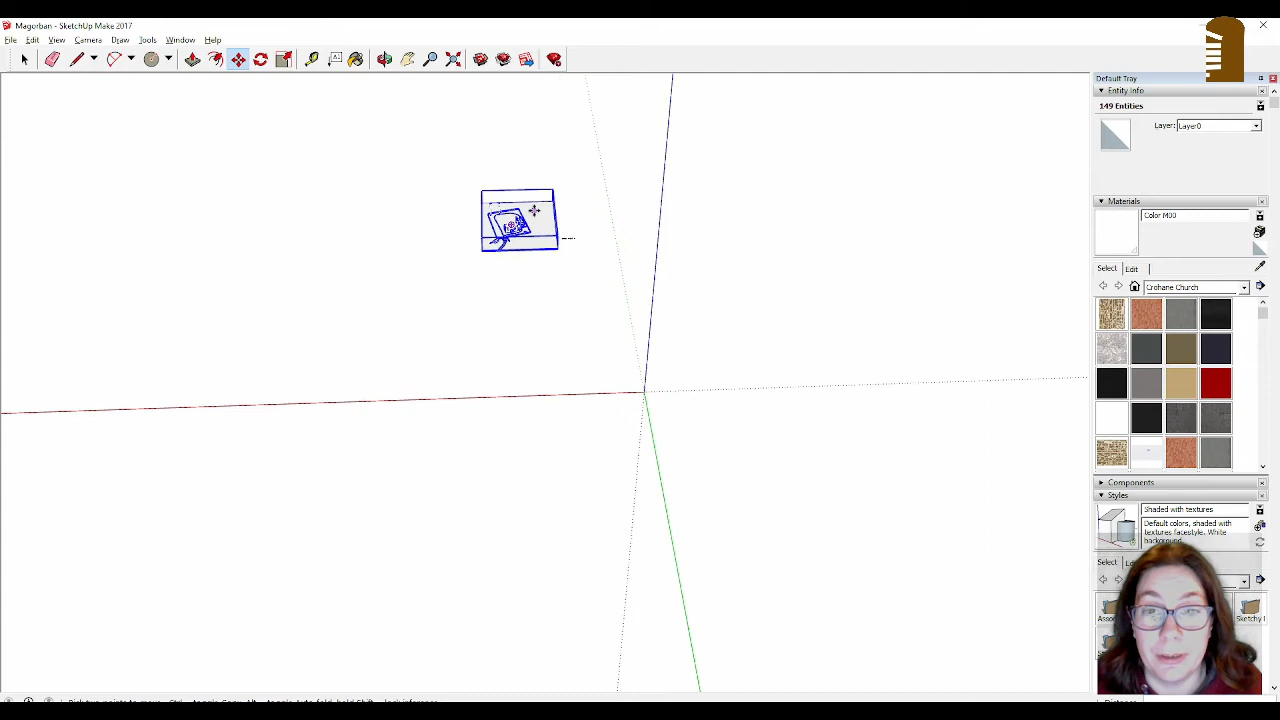 Magorban - SketchUp Make 2017
File Edit View Camera Draw Tools Window Help
Default Tray
Entity Info
149 Entities
Layer: Layer0
Materials
Color M00
Select Edit
Crohane Church
Components
Styles
Shaded with textures
Default colors, shaded with
textures facestyle. White
background.
Select
Sketchy